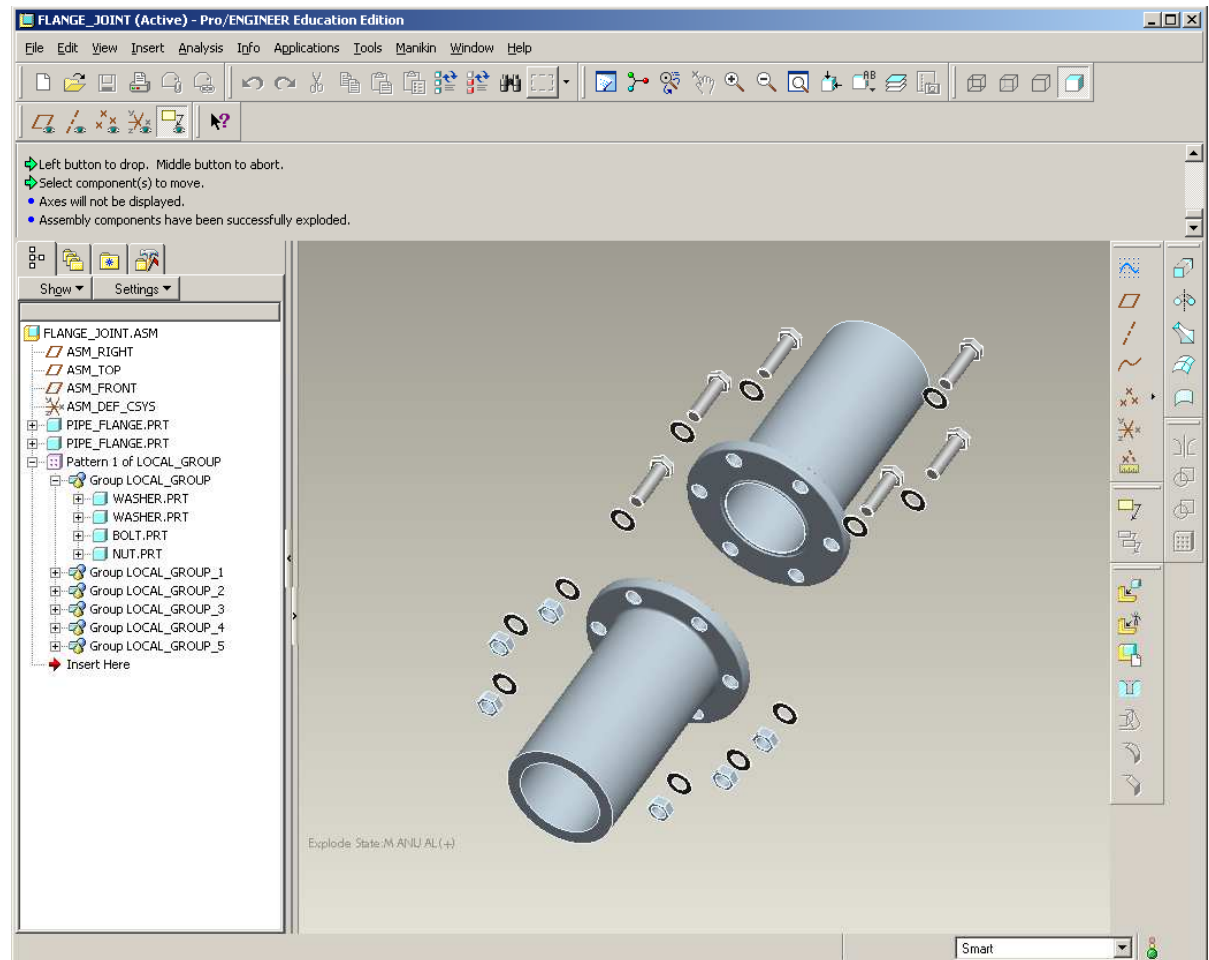 FLANGE_JOINT (Active) - Pro/ENGINEER Education Edition
File Edit View Insert Analysis Info Applications Tools Manikin Window Help
Left button to drop. Middle button to abort.
Select component(s) to move.
Axes will not be displayed.
Assembly components have been successfully exploded.
Show Settings
FLANGE_JOINT.ASM
ASM_RIGHT
ASM_TOP
ASM_FRONT
ASM_DEF_CSYS
PIPE_FLANGE.PRT
PIPE_FLANGE.PRT
Pattern 1 of LOCAL_GROUP
Group LOCAL_GROUP
WASHER.PRT
WASHER.PRT
BOLT.PRT
NUT.PRT
Group LOCAL_GROUP_1
Group LOCAL_GROUP_2
Group LOCAL_GROUP_3
Group LOCAL_GROUP_4
Group LOCAL_GROUP_5
Insert Here
Explode State:MANUAL(+)
Smart